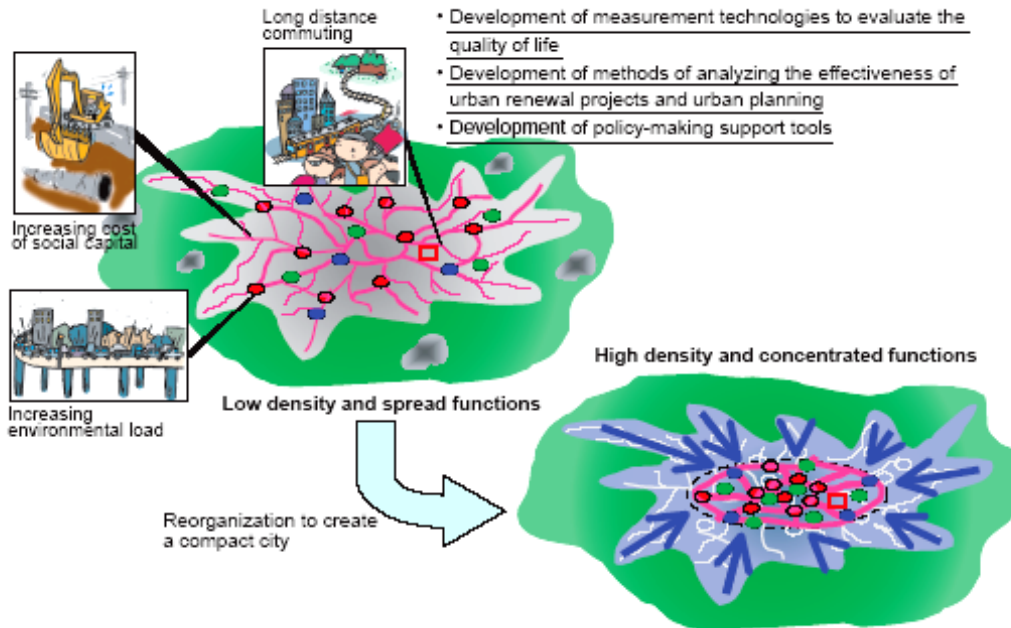 Long distance
commuting
• Development of measurement technologies to evaluate the
quality of life
• Development of methods of analyzing the effectiveness of
urban renewal projects and urban planning
• Development of policy-making support tools
Increasing cost
of social capital
Increasing
environmental load
Low density and spread functions
High density and concentrated functions
Reorganization to create
a compact city